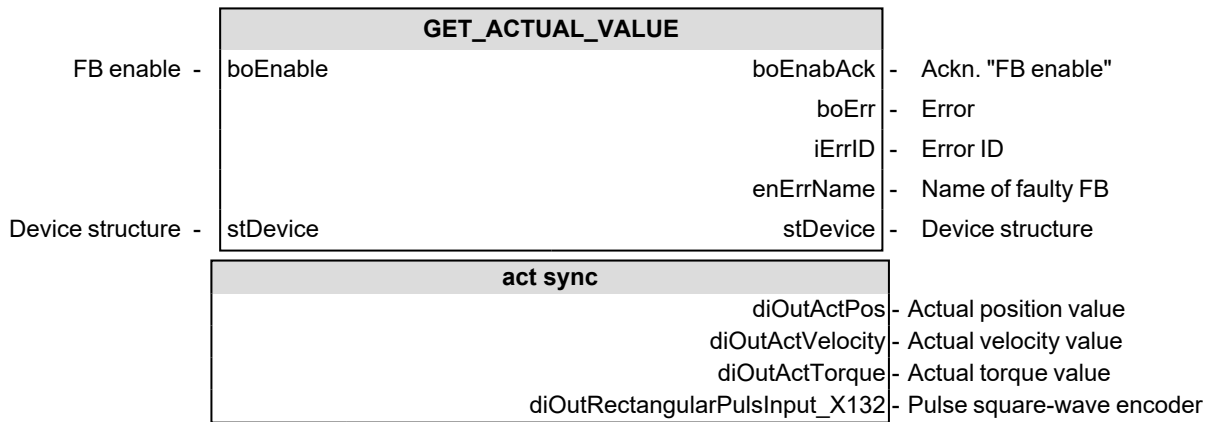 GET_ACTUAL_VALUE
FB enable - boEnable boEnabAck - Ackn. "FB enable"
boErr - Error
iErrID - Error ID
enErrName - Name of faulty FB
Device structure - stDevice stDevice - Device structure
act sync
diOutActPos - Actual position value
diOutActVelocity - Actual velocity value
diOutActTorque - Actual torque value
diOutRectangularPulsInput_X132 - Pulse square-wave encoder